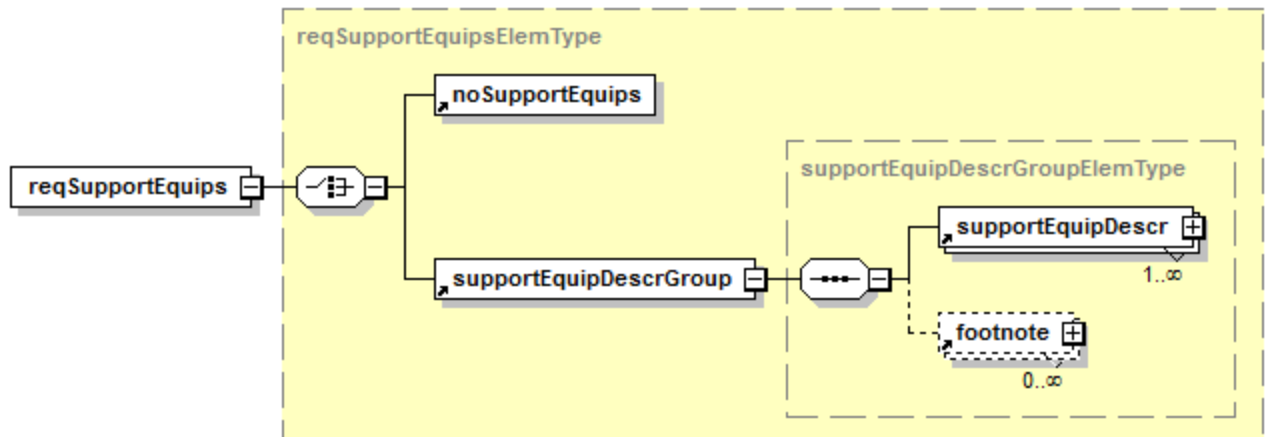 reqSupportEquipsElemType
noSupportEquips
reqSupportEquips
supportEquipDescrGroupElemType
supportEquipDescr
1..∞
supportEquipDescrGroup
footnote
0..∞